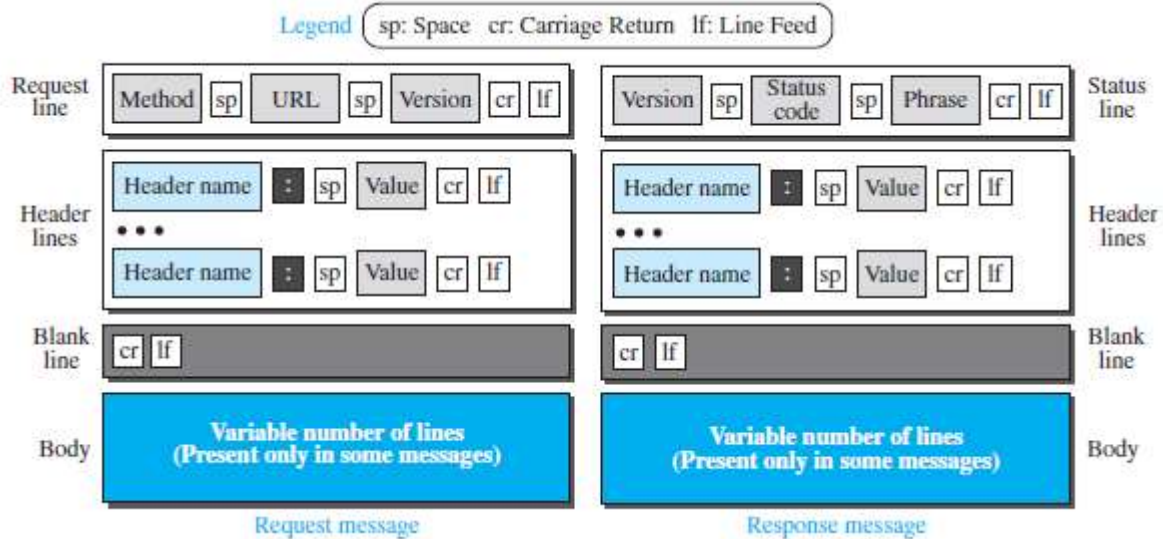 Legend sp: Space cr: Carriage Return lf: Line Feed
Request line
Method sp URL sp Version cr lf
Version sp Status code sp Phrase cr lf
Status line
Header lines
Header name : sp Value cr lf
• • •
Header name : sp Value cr lf
Header name : sp Value cr lf
• • •
Header name : sp Value cr lf
Header lines
Blank line
cr lf
cr lf
Blank line
Body
Variable number of lines
(Present only in some messages)
Variable number of lines
(Present only in some messages)
Body
Request message
Response message